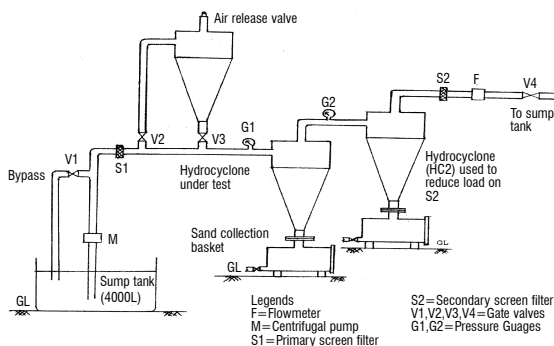 Air release valve
S2
F
V4
G2
To sump
tank
V2
V3
G1
V1
S1
Bypass
Hydrocyclone
under test
Hydrocyclone
(HC2) used to
reduce load on
S2
M
Sand collection
basket
GL
GL
Sump tank
(4000L)
GL
Legends
F=Flowmeter
M=Centrifugal pump
S1=Primary screen filter
S2=Secondary screen filter
V1,V2,V3,V4=Gate valves
G1,G2=Pressure Guages